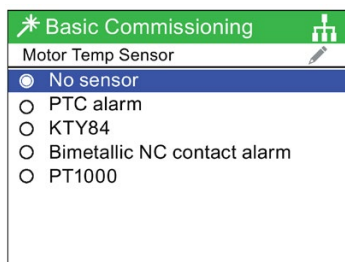 Basic Commissioning
Motor Temp Sensor
No sensor
PTC alarm
KTY84
Bimetallic NC contact alarm
PT1000